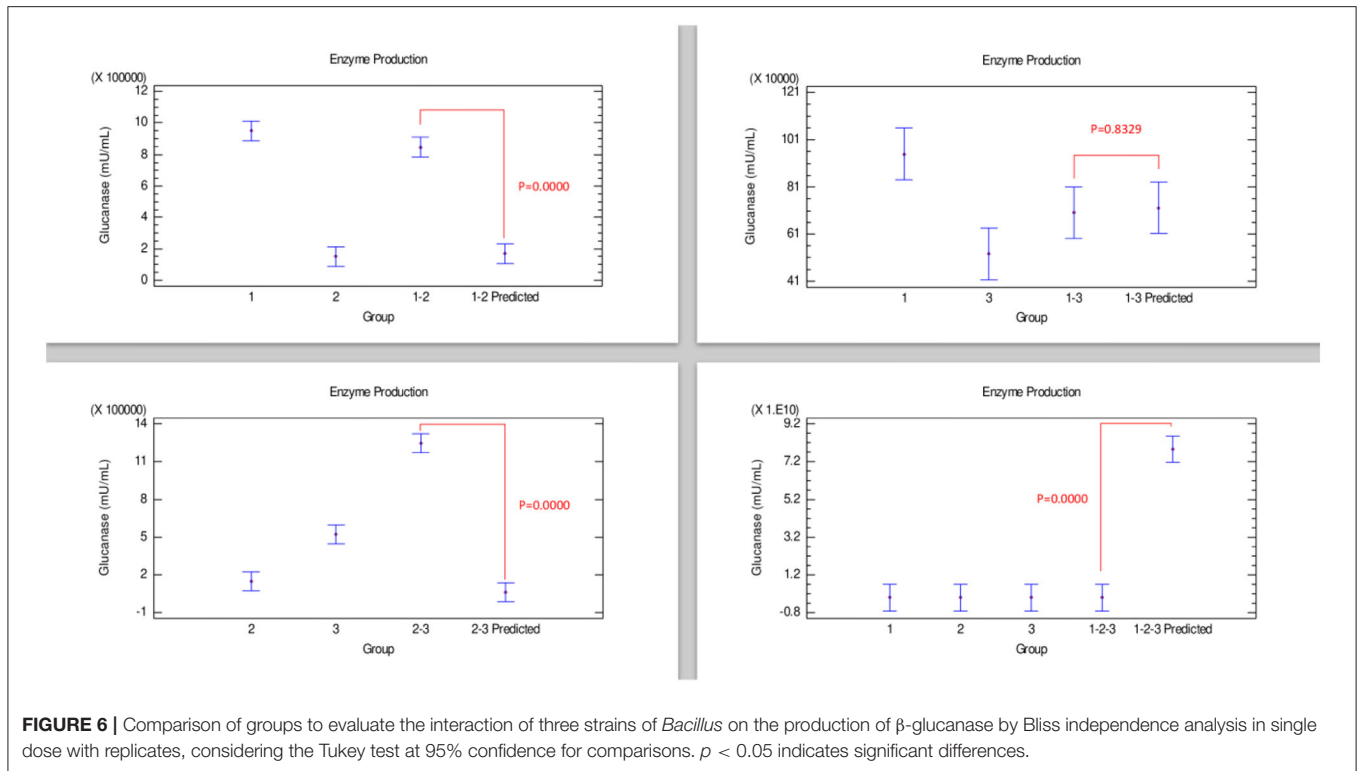 Enzyme Production
(X 100000)
12
10
8
6
4
2
0
Glucanase (mU/mL)
P=0.0000
1 2 1-2 1-2 Predicted
Group
Enzyme Production
(X 10000)
121
101
81
61
41
Glucanase (mU/mL)
P=0.8329
1 3 1-3 1-3 Predicted
Group
Enzyme Production
(X 100000)
14
11
8
5
2
-1
Glucanase (mU/mL)
P=0.0000
2 3 2-3 2-3 Predicted
Group
Enzyme Production
(X 1.E10)
9.2
7.2
5.2
3.2
1.2
-0.8
Glucanase (mU/mL)
P=0.0000
1 2 3 1-2-3 1-2-3 Predicted
Group
FIGURE 6 | Comparison of groups to evaluate the interaction of three strains of Bacillus on the production of β-glucanase by Bliss independence analysis in single
dose with replicates, considering the Tukey test at 95% confidence for comparisons. p < 0.05 indicates significant differences.